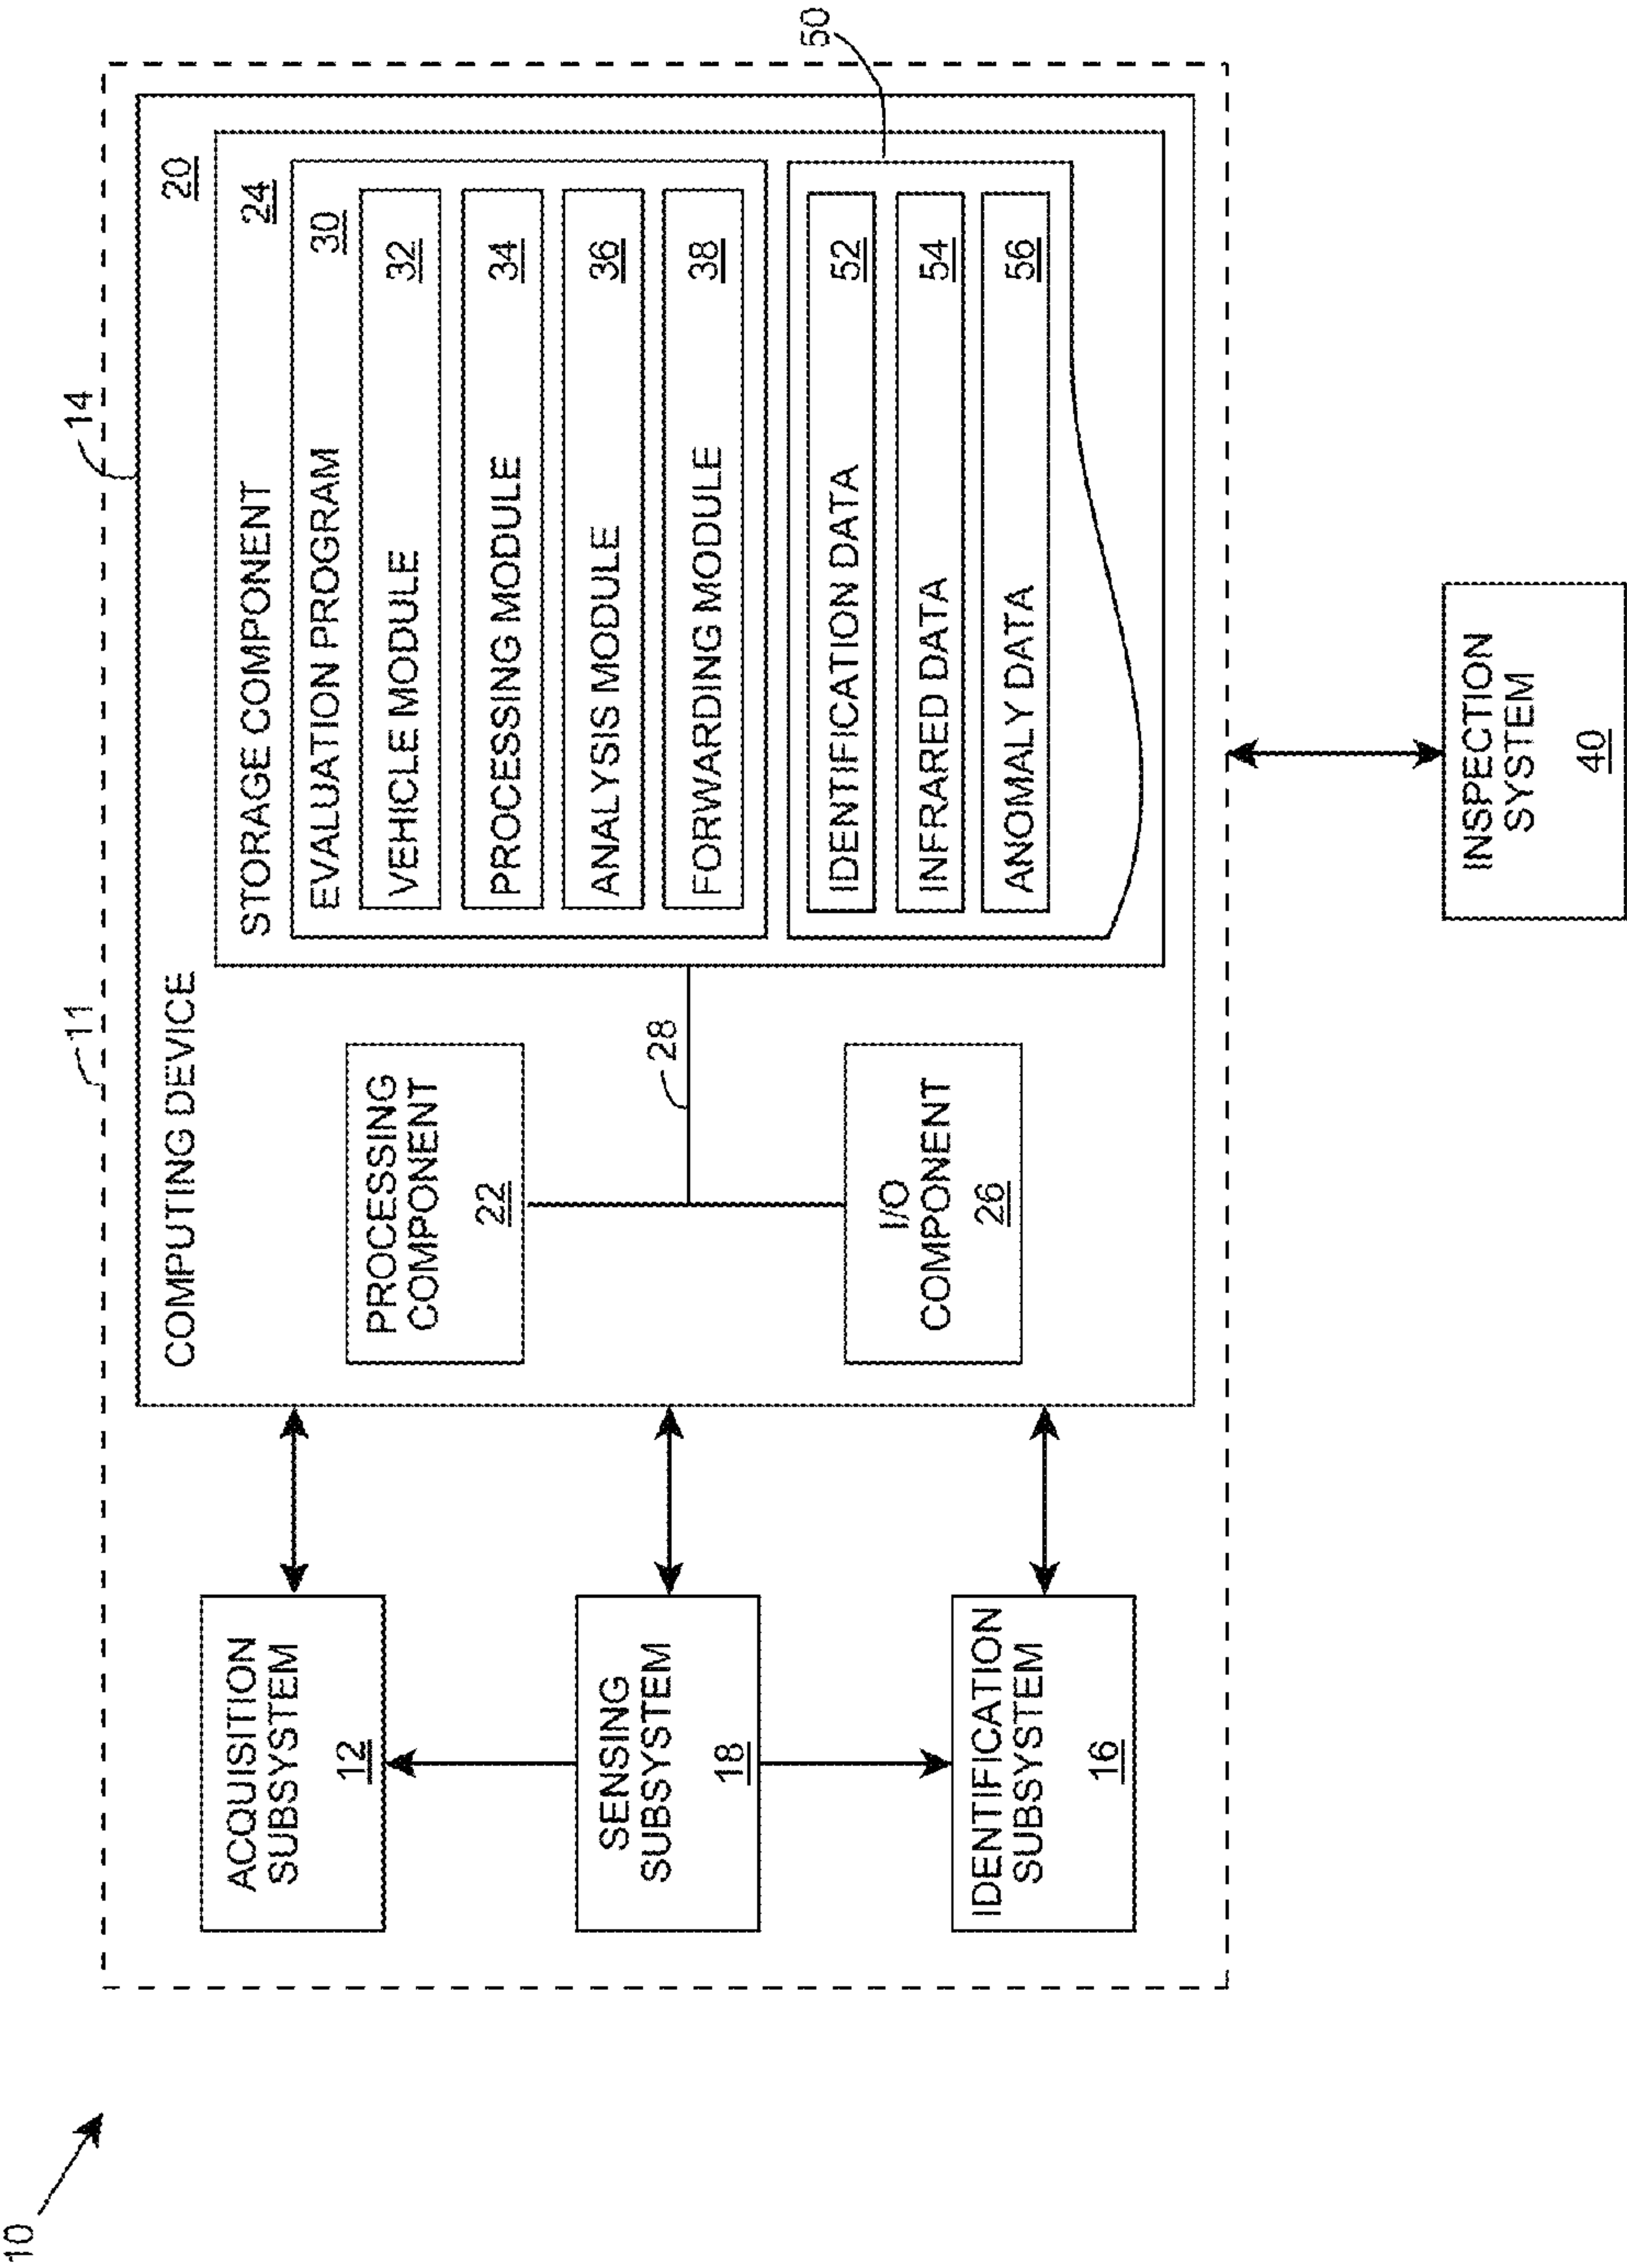 10
11
14
COMPUTING DEVICE
20
ACQUISITION
SUBSYSTEM
12
SENSING
SUBSYSTEM
18
IDENTIFICATION
SUBSYSTEM
16
PROCESSING
COMPONENT
22
28
I/O
COMPONENT
26
STORAGE COMPONENT
24
EVALUATION PROGRAM
30
VEHICLE MODULE
32
PROCESSING MODULE
34
ANALYSIS MODULE
36
FORWARDING MODULE
38
50
IDENTIFICATION DATA
52
INFRARED DATA
54
ANOMALY DATA
56
INSPECTION
SYSTEM
40